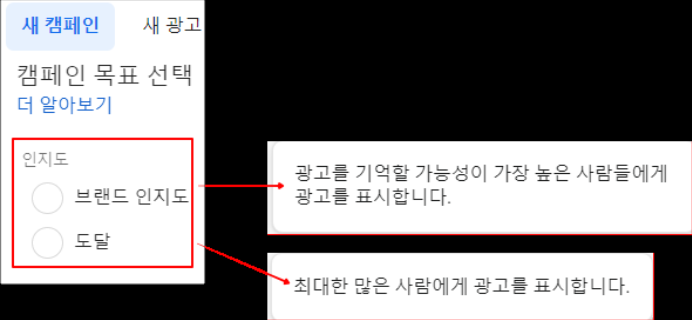 새 캠페인 새 광고
캠페인 목표 선택
더 알아보기
인지도
브랜드 인지도
도달
광고를 기억할 가능성이 가장 높은 사람들에게
광고를 표시합니다.
최대한 많은 사람에게 광고를 표시합니다.